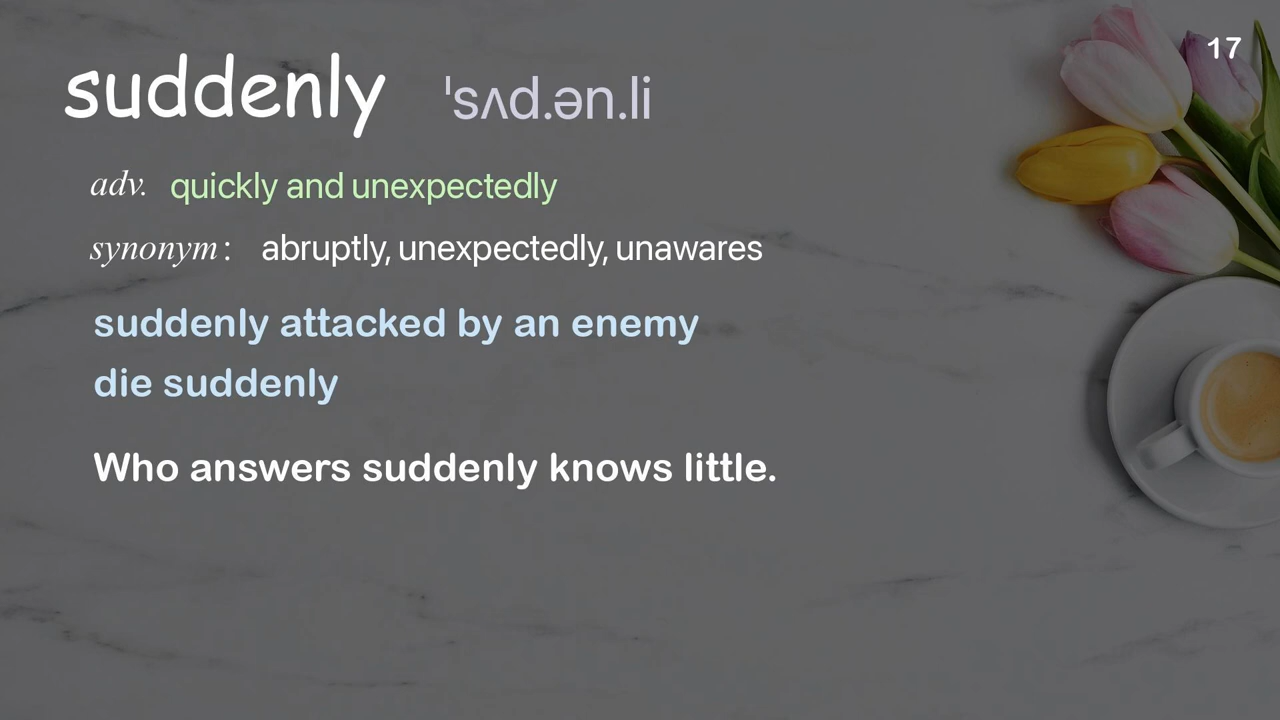 17
suddenly ˈsʌd.ən.li
adv. quickly and unexpectedly
synonym : abruptly, unexpectedly, unawares
suddenly attacked by an enemy
die suddenly
Who answers suddenly knows little.